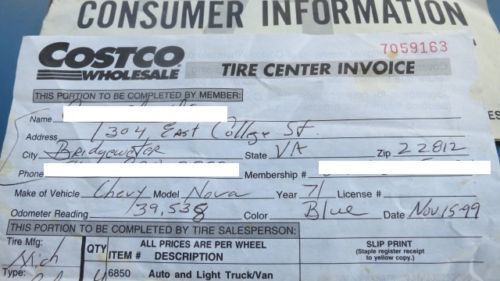 CONSUMER INFORMATION
7059163
COSTCO
WHOLESALE
TIRE CENTER INVOICE
THIS PORTION TO BE COMPLETED BY MEMBER:
Name
Address 1304 East College St
City Bridgewater State VA Zip 22812
Phone Membership #
Make of Vehicle Chevy Model Nova Year 71 License #
Odometer Reading 39,538 Color Blue Date Nov 15-99
THIS PORTION TO BE COMPLETED BY TIRE SALESPERSON:
Tire Mfg: Mich QTY ITEM # ALL PRICES ARE PER WHEEL DESCRIPTION SLIP PRINT
(Staple register receipt to yellow copy.)
Type: 4 6850 Auto and Light Truck/Van